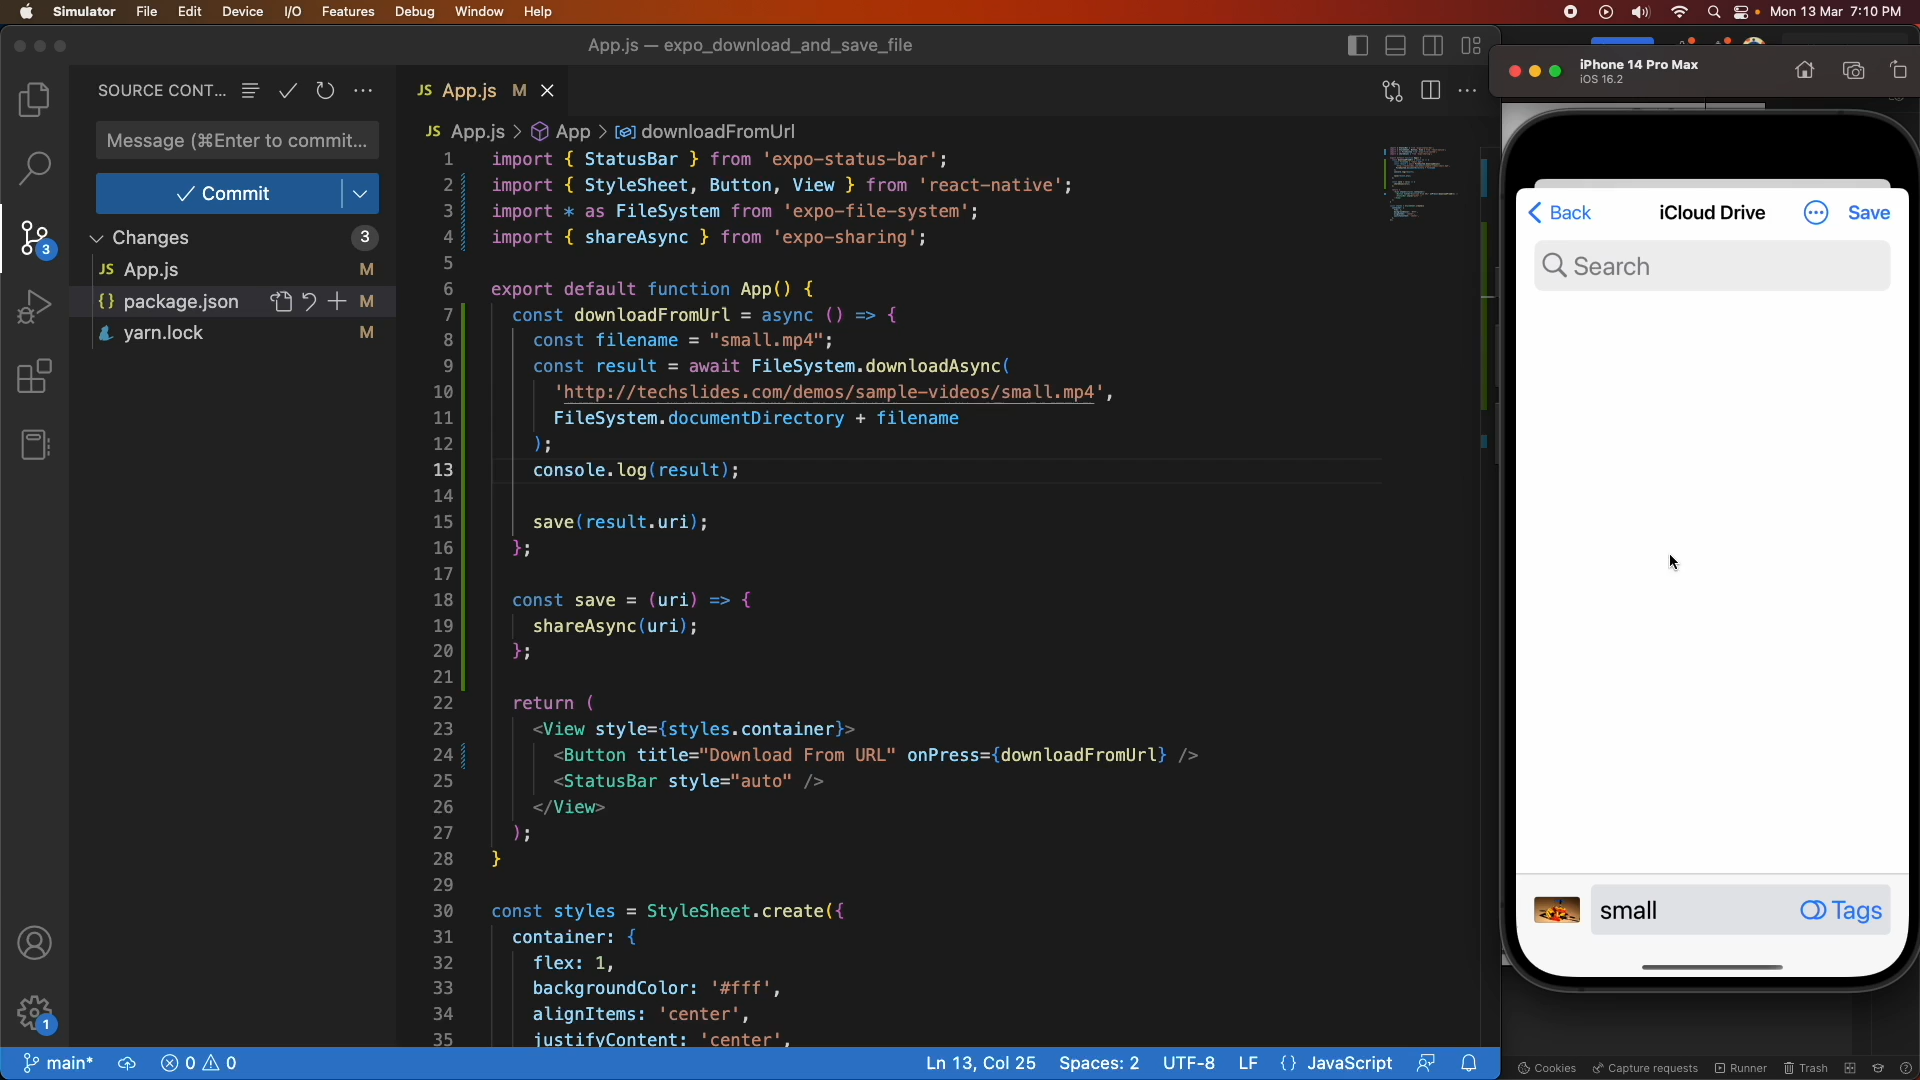 Simulator File Edit Device I/O Features Debug Window Help
Mon 13 Mar 7:10 PM
App.js — expo_download_and_save_file
SOURCE CONT...
Message (⌘Enter to commit...
Commit
Changes 3
JS App.js M
{} package.json M
yarn.lock M
3
1
JS App.js M
JS App.js > App > downloadFromUrl
1 import { StatusBar } from 'expo-status-bar';
2 import { StyleSheet, Button, View } from 'react-native';
3 import * as FileSystem from 'expo-file-system';
4 import { shareAsync } from 'expo-sharing';
5
6 export default function App() {
7 const downloadFromUrl = async () => {
8 const filename = "small.mp4";
9 const result = await FileSystem.downloadAsync(
10 'http://techslides.com/demos/sample-videos/small.mp4',
11 FileSystem.documentDirectory + filename
12 );
13 console.log(result);
14
15 save(result.uri);
16 };
17
18 const save = (uri) => {
19 shareAsync(uri);
20 };
21
22 return (
23 <View style={styles.container}>
24 <Button title="Download From URL" onPress={downloadFromUrl} />
25 <StatusBar style="auto" />
26 </View>
27 );
28 }
29
30 const styles = StyleSheet.create({
31 container: {
32 flex: 1,
33 backgroundColor: '#fff',
34 alignItems: 'center',
35 justifyContent: 'center',
main* 0 0 Ln 13, Col 25 Spaces: 2 UTF-8 LF {} JavaScript
iPhone 14 Pro Max
iOS 16.2
Back iCloud Drive Save
Search
small Tags
Cookies Capture requests Runner Trash